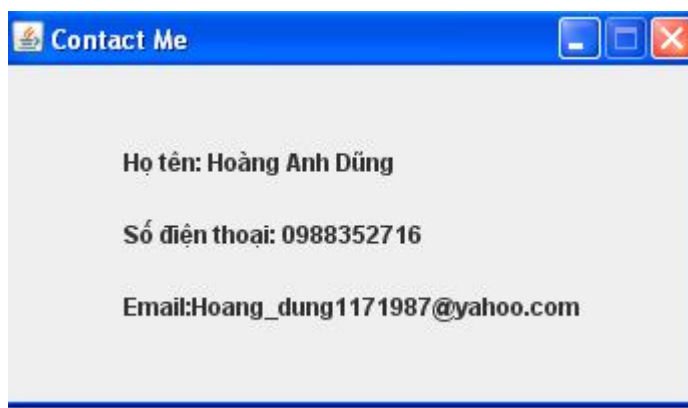 Contact Me
Họ tên: Hoàng Anh Dũng
Số điện thoại: 0988352716
Email:Hoang_dung1171987@yahoo.com